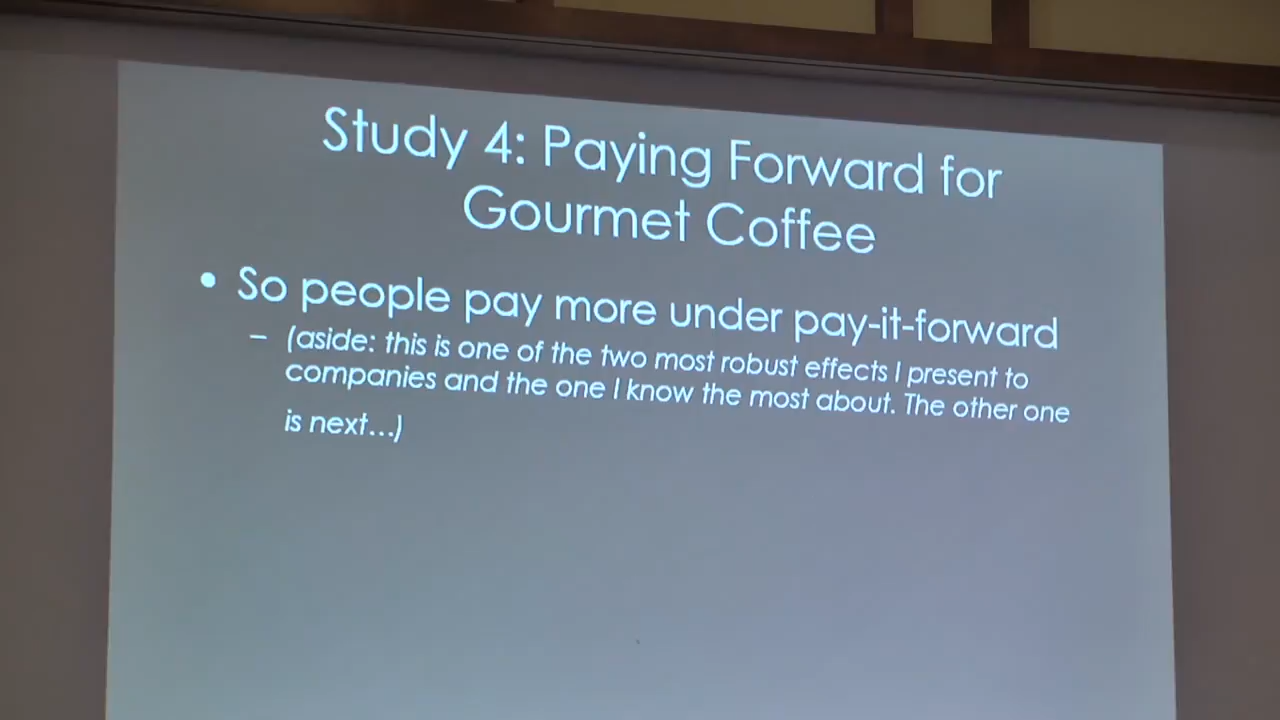 Study 4: Paying Forward for
Gourmet Coffee
• So people pay more under pay-it-forward
– (aside: this is one of the two most robust effects I present to
companies and the one I know the most about. The other one
is next...)